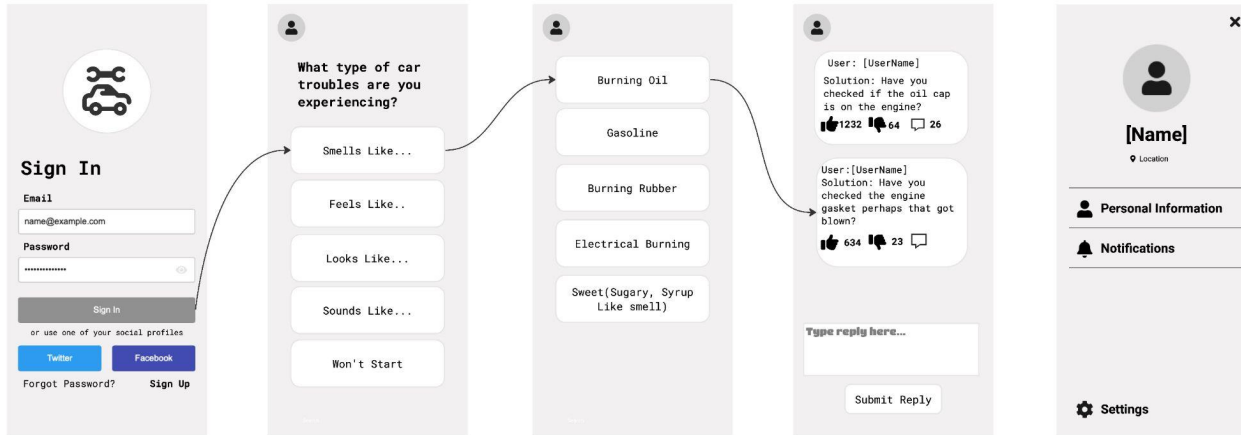 Sign In
Email
name@example.com
Password
Sign In
or use one of your social profiles
Twitter
Facebook
Forgot Password?
Sign Up
What type of car
troubles are you
experiencing?
Smells Like...
Feels Like..
Looks Like...
Sounds Like...
Won't Start
Burning Oil
Gasoline
Burning Rubber
Electrical Burning
Sweet(Sugary, Syrup
Like smell)
User: [UserName]
Solution: Have you
checked if the oil cap
is on the engine?
1232 64 26
User:[UserName]
Solution: Have you
checked the engine
gasket perhaps that got
blown?
634 23
Type reply here...
Submit Reply
[Name]
Location
Personal Information
Notifications
Settings